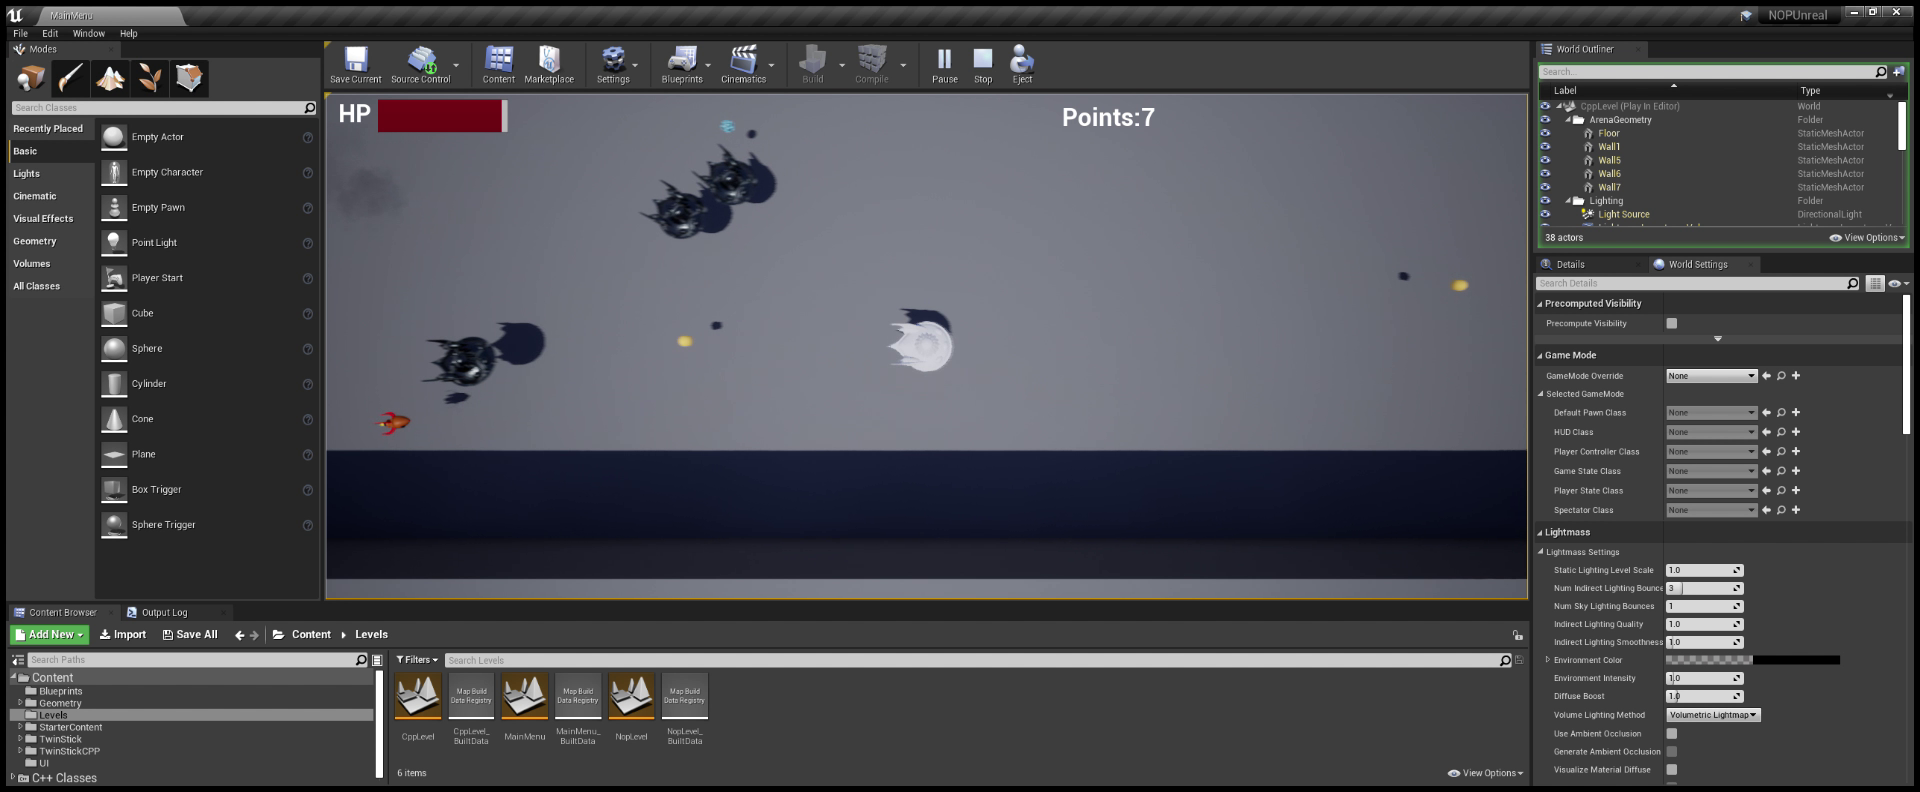 MainMenu
NOPUnreal
File Edit Window Help
Modes
Search Classes
Recently Placed
Basic
Lights
Cinematic
Visual Effects
Geometry
Volumes
All Classes
Empty Actor
Empty Character
Empty Pawn
Point Light
Player Start
Cube
Sphere
Cylinder
Cone
Plane
Box Trigger
Sphere Trigger
Save Current
Source Control
Content
Marketplace
Settings
Blueprints
Cinematics
Build
Compile
Pause
Stop
Eject
HP
Points:7
World Outliner
Search...
Label Type
CppLevel (Play In Editor) World
ArenaGeometry Folder
Floor StaticMeshActor
Wall1 StaticMeshActor
Wall5 StaticMeshActor
Wall6 StaticMeshActor
Wall7 StaticMeshActor
Lighting Folder
Light Source DirectionalLight
38 actors View Options
Details World Settings
Search Details
Precomputed Visibility
Precompute Visibility
Game Mode
GameMode Override None
Selected GameMode
Default Pawn Class None
HUD Class None
Player Controller Class None
Game State Class None
Player State Class None
Spectator Class None
Lightmass
Lightmass Settings
Static Lighting Level Scale 1.0
Num Indirect Lighting Bounce 3
Num Sky Lighting Bounces 1
Indirect Lighting Quality 1.0
Indirect Lighting Smoothness 1.0
Environment Color
Environment Intensity 1.0
Diffuse Boost 1.0
Volume Lighting Method Volumetric Lightmap
Use Ambient Occlusion
Generate Ambient Occlusion
Visualize Material Diffuse
Content Browser Output Log
Add New Import Save All Content Levels
Search Paths
Content
Blueprints
Geometry
Levels
StarterContent
TwinStick
TwinStickCPP
UI
C++ Classes
Filters Search Levels
Map Build
Data Registry
Map Build
Data Registry
Map Build
Data Registry
CppLevel
CppLevel_
BuiltData
MainMenu
MainMenu_
BuiltData
NopLevel
NopLevel_
BuiltData
6 items View Options